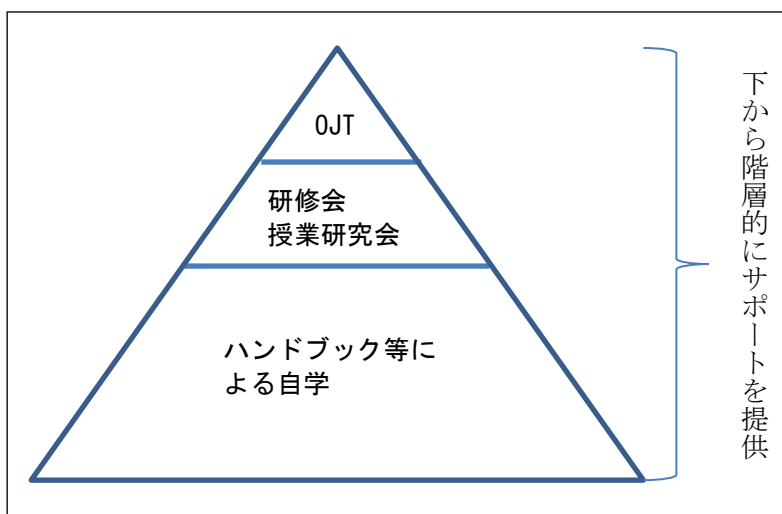 OJT
研修会
授業研究会
ハンドブック等に
よる自学
下から階層的にサポートを提供